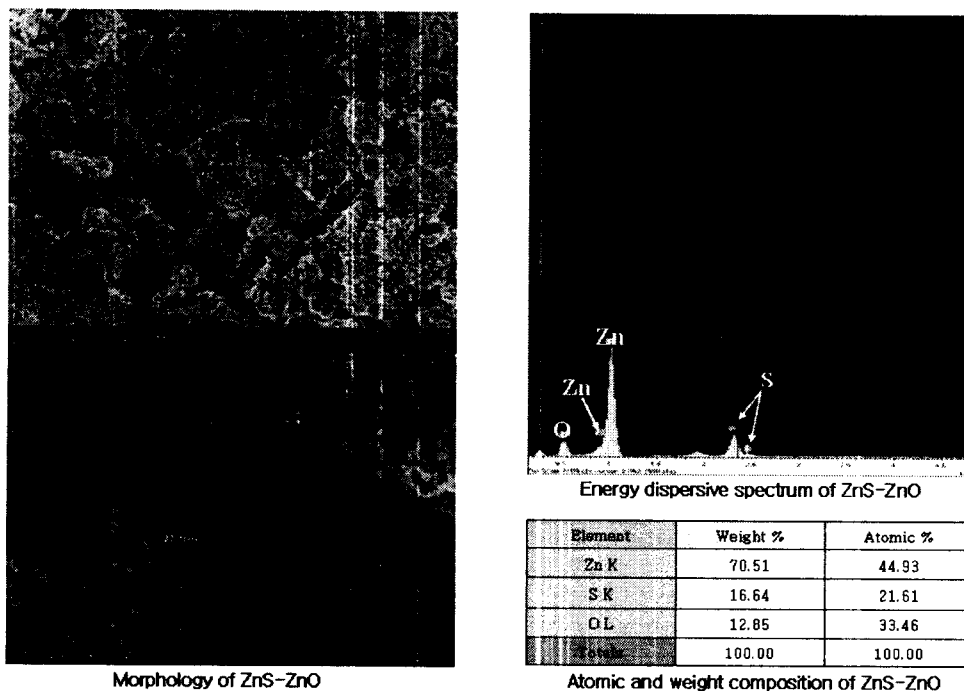 Morphology of ZnS-ZnO
Zn
Zn
S
O
Energy dispersive spectrum of ZnS-ZnO
Element Weight % Atomic %
Zn K 70.51 44.93
S K 16.64 21.61
O L 12.85 33.46
Totals 100.00 100.00
Atomic and weight composition of ZnS-ZnO